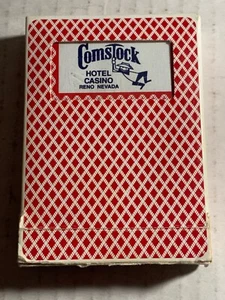 Comstock
HOTEL
CASINO
RENO NEVADA